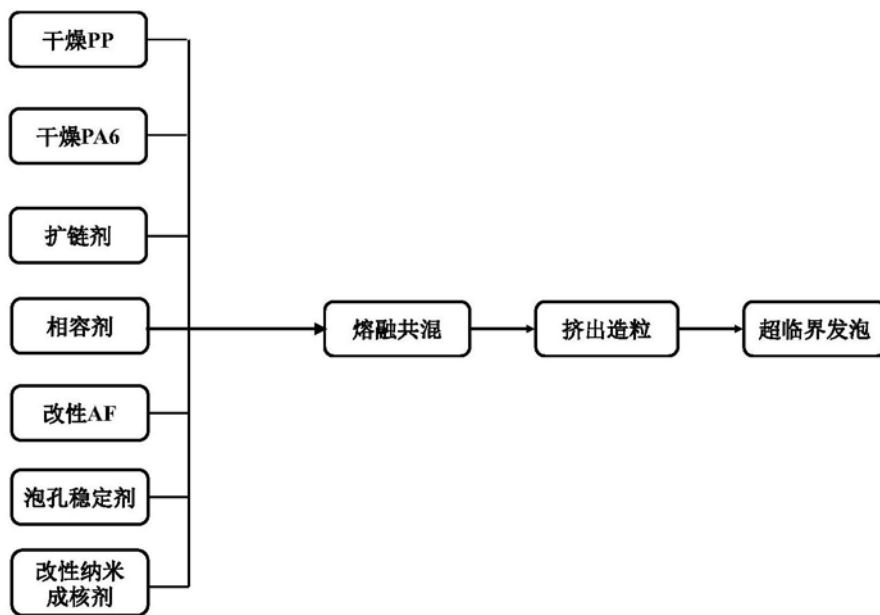 干燥PP
干燥PA6
扩链剂
相容剂
熔融共混
挤出造粒
超临界发泡
改性AF
泡孔稳定剂
改性纳米
成核剂